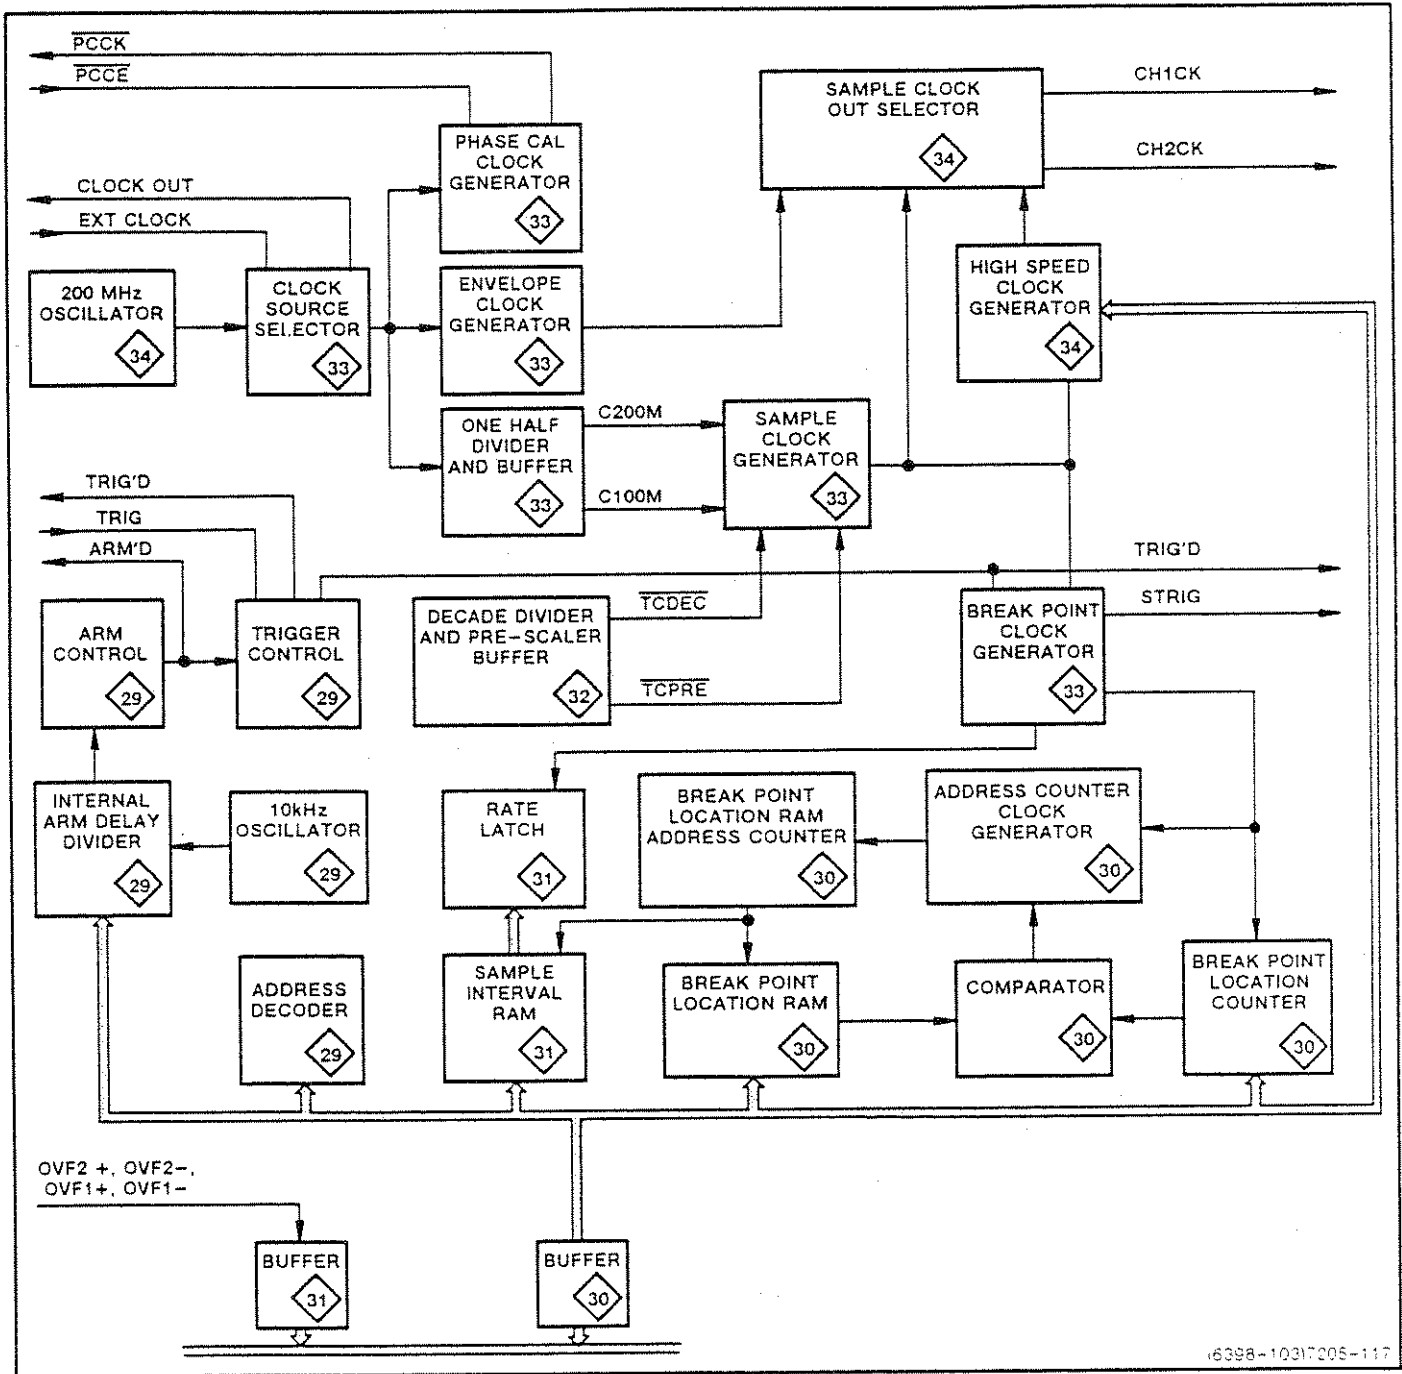 PCCK
PCCE
CLOCK OUT
EXT CLOCK
200 MHz
OSCILLATOR
34
CLOCK
SOURCE
SELECTOR
33
PHASE CAL
CLOCK
GENERATOR
33
ENVELOPE
CLOCK
GENERATOR
33
ONE HALF
DIVIDER
AND BUFFER
33
C200M
C100M
SAMPLE
CLOCK
GENERATOR
33
SAMPLE CLOCK
OUT SELECTOR
34
CH1CK
CH2CK
HIGH SPEED
CLOCK
GENERATOR
34
TRIG'D
TRIG
ARM'D
ARM
CONTROL
29
TRIGGER
CONTROL
29
DECADE DIVIDER
AND PRE-SCALER
BUFFER
32
TCDEC
TCPRE
BREAK POINT
CLOCK
GENERATOR
33
TRIG'D
STRIG
INTERNAL
ARM DELAY
DIVIDER
29
10kHz
OSCILLATOR
29
RATE
LATCH
31
BREAK POINT
LOCATION RAM
ADDRESS COUNTER
30
ADDRESS COUNTER
CLOCK
GENERATOR
30
ADDRESS
DECODER
29
SAMPLE
INTERVAL
RAM
31
BREAK POINT
LOCATION RAM
30
COMPARATOR
30
BREAK POINT
LOCATION
COUNTER
30
OVF2 +, OVF2-,
OVF1+, OVF1-
BUFFER
31
BUFFER
30
(6398-103)7205-117